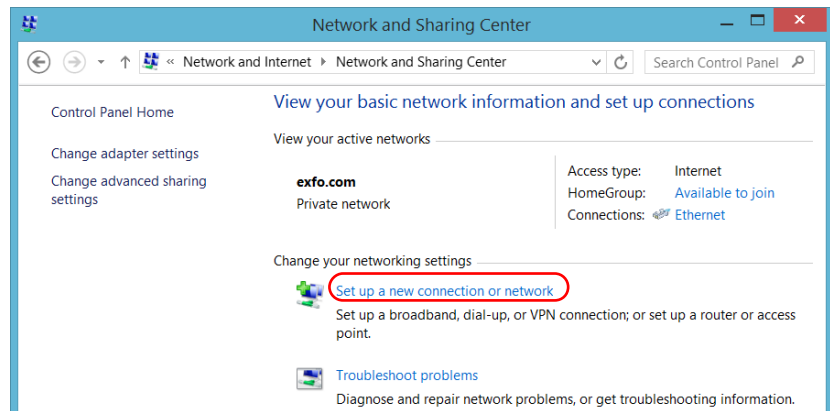 Network and Sharing Center
« Network and Internet Network and Sharing Center
Search Control Panel
Control Panel Home
Change adapter settings
Change advanced sharing
settings
View your basic network information and set up connections
View your active networks
exfo.com
Private network
Access type: Internet
HomeGroup: Available to join
Connections: Ethernet
Change your networking settings
Set up a new connection or network
Set up a broadband, dial-up, or VPN connection; or set up a router or access
point.
Troubleshoot problems
Diagnose and repair network problems, or get troubleshooting information.